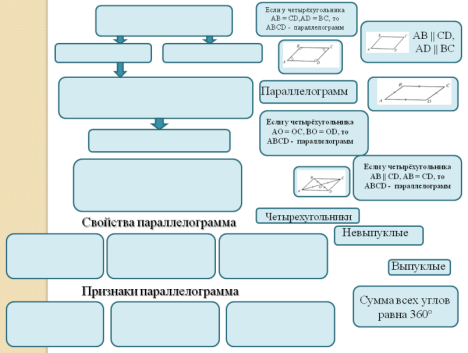 Если у четырёхугольника
AB = CD, AD = BC, то
ABCD - параллелограмм
AB || CD,
AD || BC
Параллелограмм
Если у четырёхугольника
AO = OC, BO = OD, то
ABCD - параллелограмм
Если у четырёхугольника
AB || CD, AB = CD, то
ABCD - параллелограмм
Четырехугольники
Свойства параллелограмма
Невыпуклые
Выпуклые
Признаки параллелограмма
Сумма всех углов
равна 360°